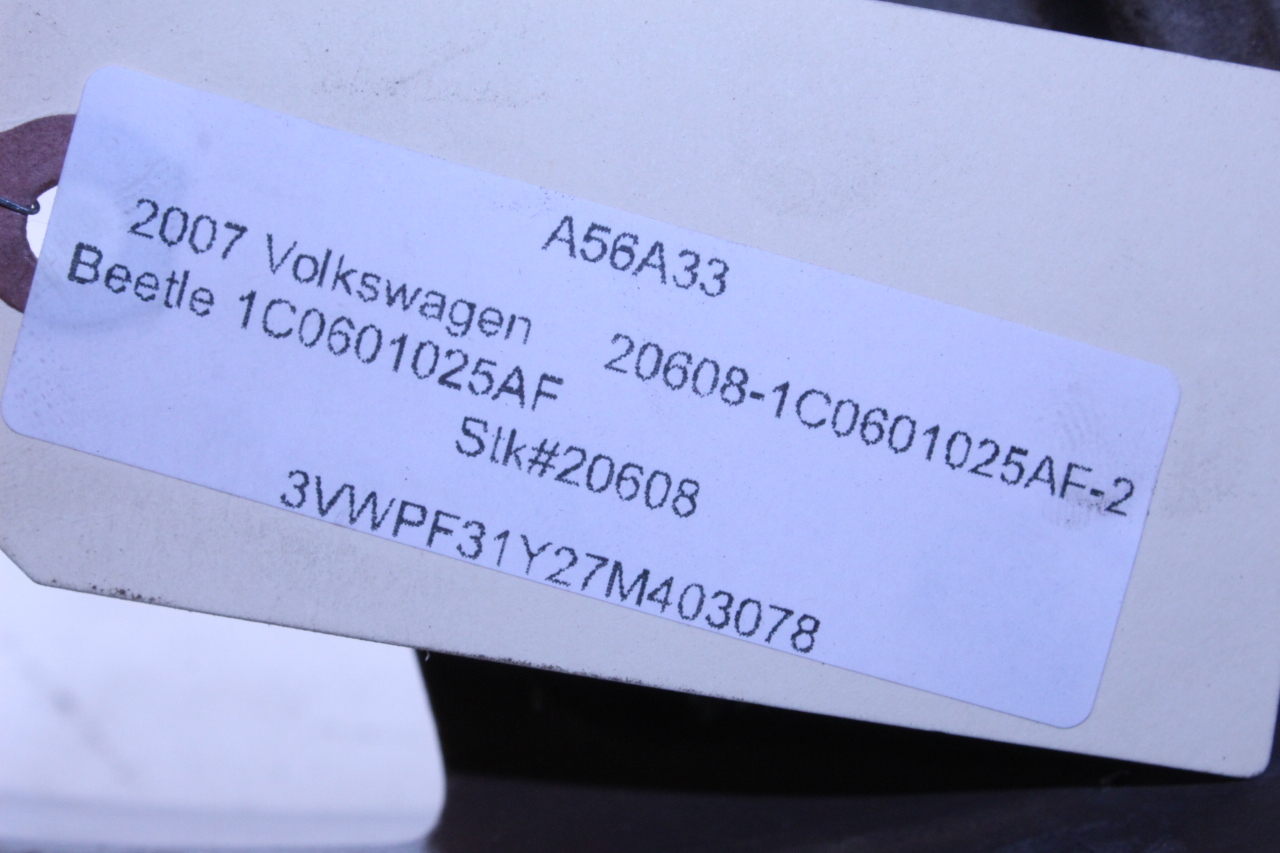 A56A33
2007 Volkswagen
Beetle 1C0601025AF
20608-1C0601025AF-2
Stk#20608
3VWPF31Y27M403078